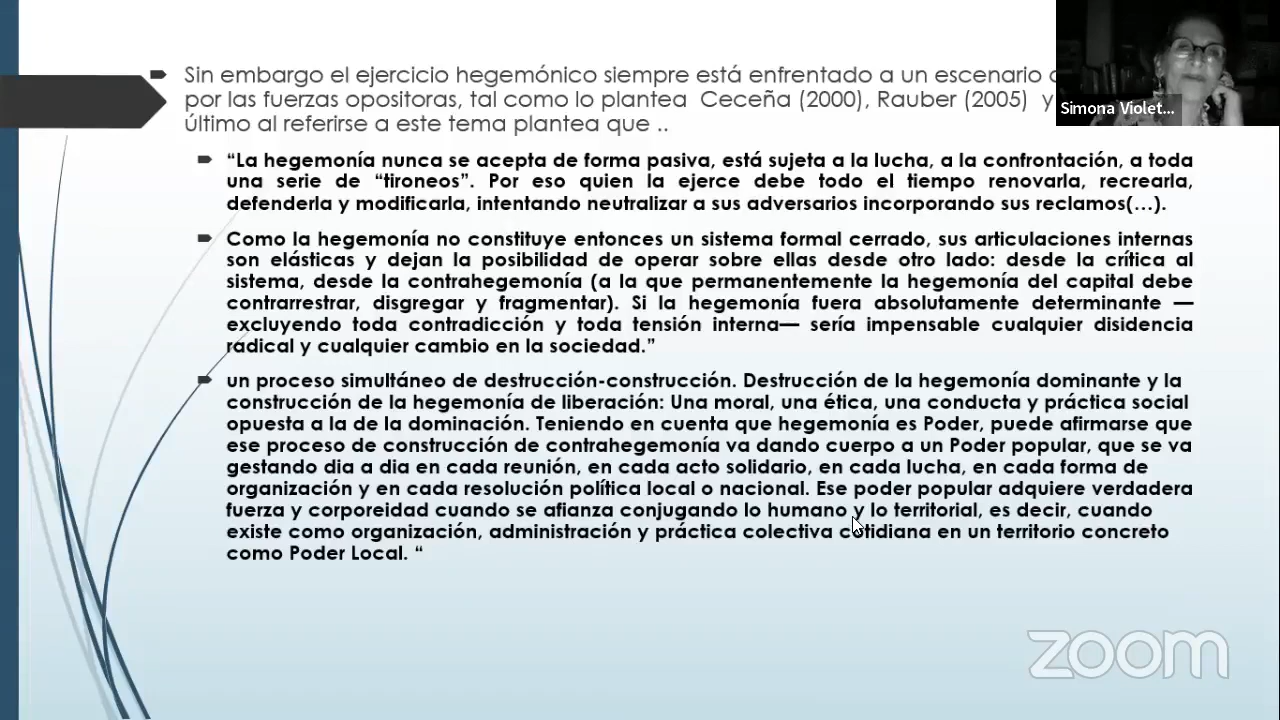 Sin embargo el ejercicio hegemónico siempre está enfrentado a un escenario
por las fuerzas opositoras, tal como lo plantea Ceceña (2000), Rauber (2005) y
último al referirse a este tema plantea que ..
“La hegemonía nunca se acepta de forma pasiva, está sujeta a la lucha, a la confrontación, a toda
una serie de “tironeos”. Por eso quien la ejerce debe todo el tiempo renovarla, recrearla,
defenderla y modificarla, intentando neutralizar a sus adversarios incorporando sus reclamos(…).
Como la hegemonía no constituye entonces un sistema formal cerrado, sus articulaciones internas
son elásticas y dejan la posibilidad de operar sobre ellas desde otro lado: desde la crítica al
sistema, desde la contrahegemonía (a la que permanentemente la hegemonía del capital debe
contrarrestrar, disgregar y fragmentar). Si la hegemonía fuera absolutamente determinante —
excluyendo toda contradicción y toda tensión interna— sería impensable cualquier disidencia
radical y cualquier cambio en la sociedad.”
un proceso simultáneo de destrucción-construcción. Destrucción de la hegemonía dominante y la
construcción de la hegemonía de liberación: Una moral, una ética, una conducta y práctica social
opuesta a la de la dominación. Teniendo en cuenta que hegemonía es Poder, puede afirmarse que
ese proceso de construcción de contrahegemonía va dando cuerpo a un Poder popular, que se va
gestando dia a dia en cada reunión, en cada acto solidario, en cada lucha, en cada forma de
organización y en cada resolución política local o nacional. Ese poder popular adquiere verdadera
fuerza y corporeidad cuando se afianza conjugando lo humano y lo territorial, es decir, cuando
existe como organización, administración y práctica colectiva cotidiana en un territorio concreto
como Poder Local. “
Simona Violet...
zoom